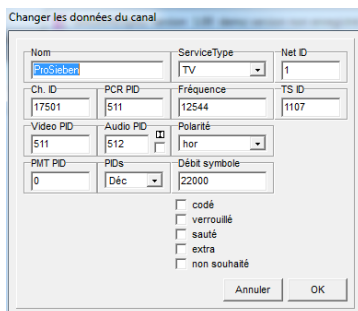 Changer les données du canal
Nom ServiceType Net ID
ProSieben TV 1
Ch. ID PCR PID Fréquence TS ID
17501 511 12544 1107
Video PID Audio PID Polarité
511 512 hor
PMT PID PIDs Débit symbole
0 Déc 22000
codé
verrouillé
sauté
extra
non souhaité
Annuler OK